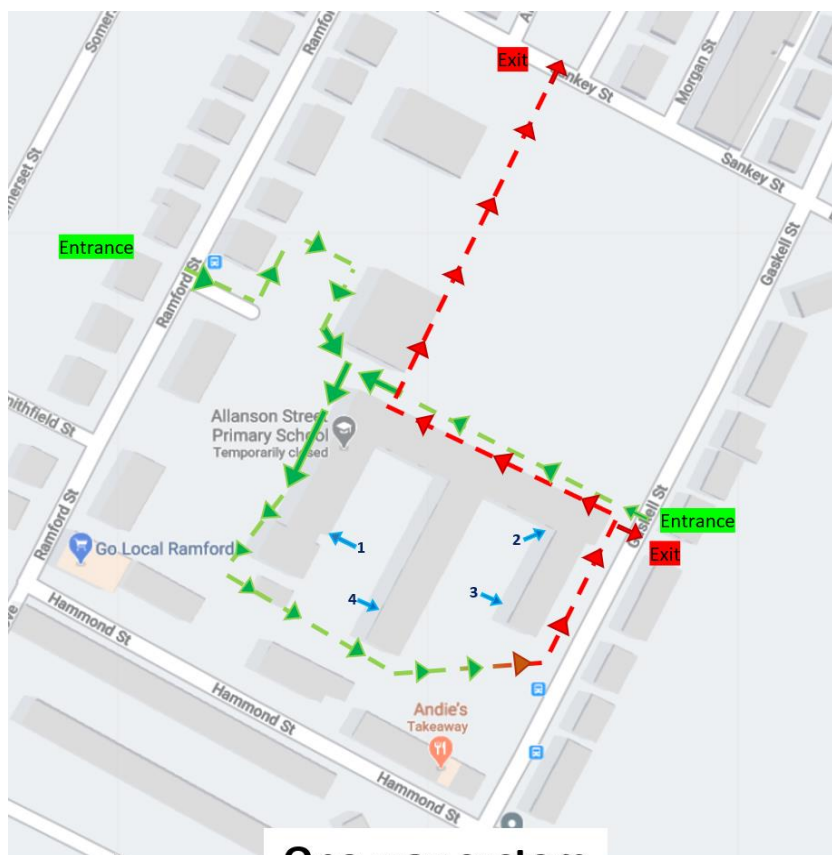 Exit
Sankey St
Morgan St
Sankey St
Ramford St
Somerset St
Gaskell St
Entrance
Ramford St
Allanson Street
Primary School
Temporarily closed
Ramford St
Go Local Ramford
1
2
3
4
Entrance
Exit
Hammond St
Hammond St
Andie's
Takeaway
Hammond St